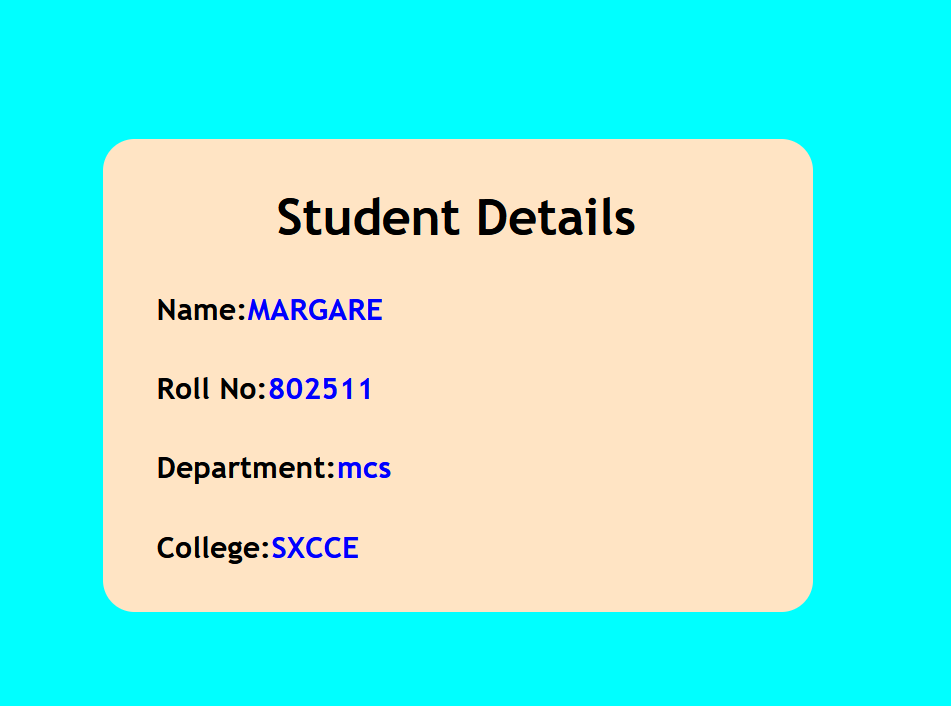 Student Details
Name:MARGARE
Roll No:802511
Department:mcs
College:SXCCE